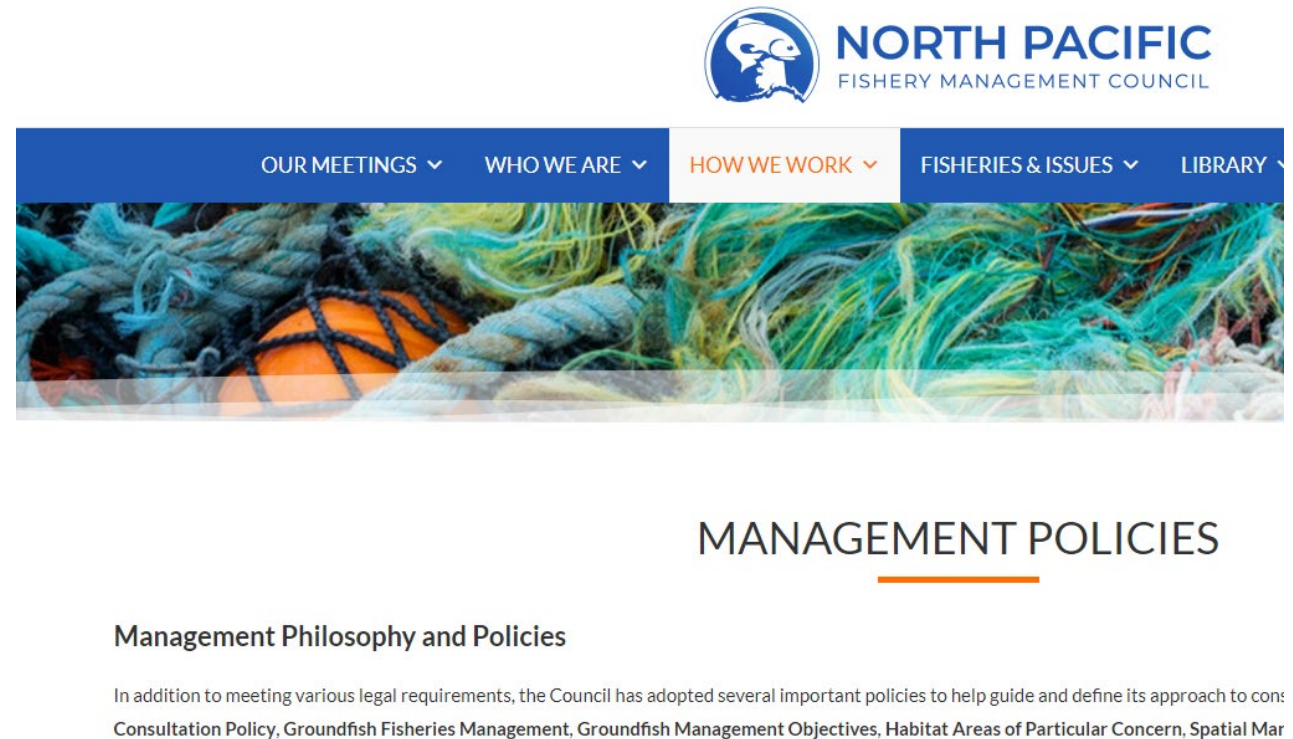 NORTH PACIFIC
FISHERY MANAGEMENT COUNCIL
OUR MEETINGS WHO WE ARE HOW WE WORK FISHERIES & ISSUES LIBRARY
MANAGEMENT POLICIES
Management Philosophy and Policies
In addition to meeting various legal requirements, the Council has adopted several important policies to help guide and define its approach to
Consultation Policy, Groundfish Fisheries Management, Groundfish Management Objectives, Habitat Areas of Particular Concern, Spatial